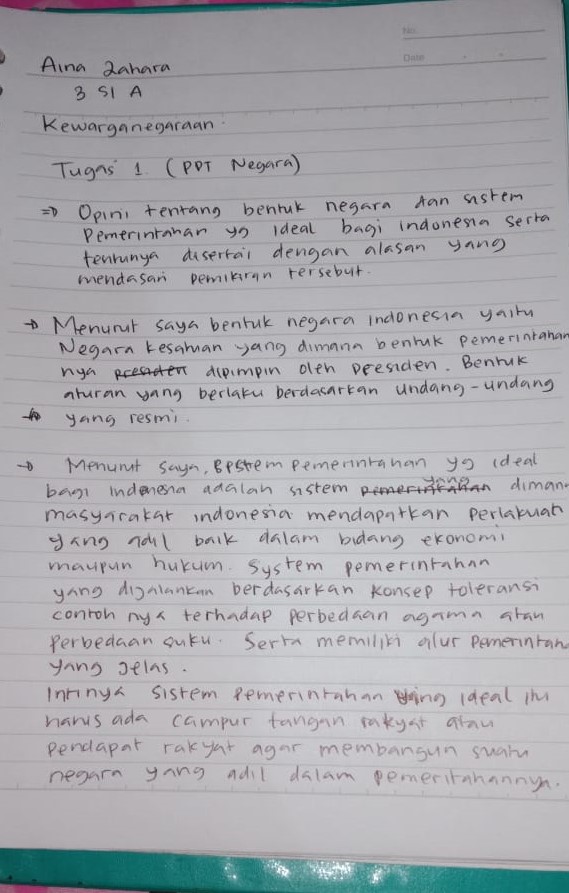 No.
Date
Aina Zahara
3 SI A
Kewarganegaraan.
Tugas 1. (PPT Negara)
⇒ Opini tentang bentuk negara dan sistem
Pemerintahan yg ideal bagi indonesia serta
tentunya disertai dengan alasan yang
mendasari pemikiran tersebut.
→ Menurut saya bentuk negara indonesia yaitu
Negara kesatuan yang dimana bentuk pemerintahan
nya presiden dipimpin oleh presiden. Bentuk
aturan yang berlaku berdasarkan undang-undang
yang resmi.
→ Menurut saya, system pemerintahan yg ideal
bagi indonesia adalah sistem pemerintahan yang diman
masyarakat indonesia mendapatkan perlakuan
yang adil baik dalam bidang ekonomi
maupun hukum. System pemerintahan
yang dijalankan berdasarkan konsep toleransi
contoh nya terhadap perbedaan agama atau
perbedaan suku. Serta memiliki alur pemerintah
yang jelas.
Intinya sistem pemerintahan yang ideal itu
harus ada campur tangan rakyat atau
pendapat rakyat agar membangun suatu
negara yang adil dalam pemeritahannya.